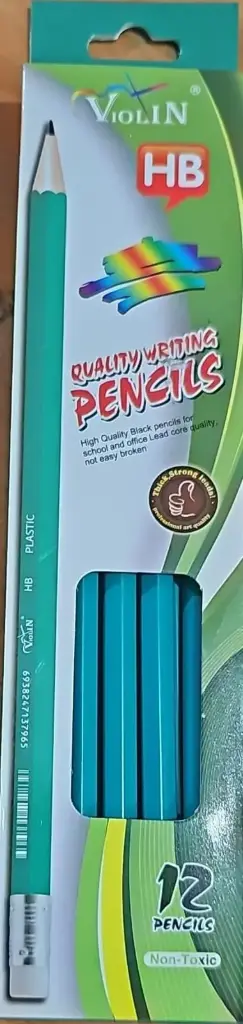 VIOLIN®
HB
QUALITY WRITING
PENCILS
High Quality Black pencils for
school and office Lead core quality,
not easy broken
Thick, Strong leads!
professional art quality
6938247137965 VIOLIN HB PLASTIC
12
PENCILS
Non-Toxic